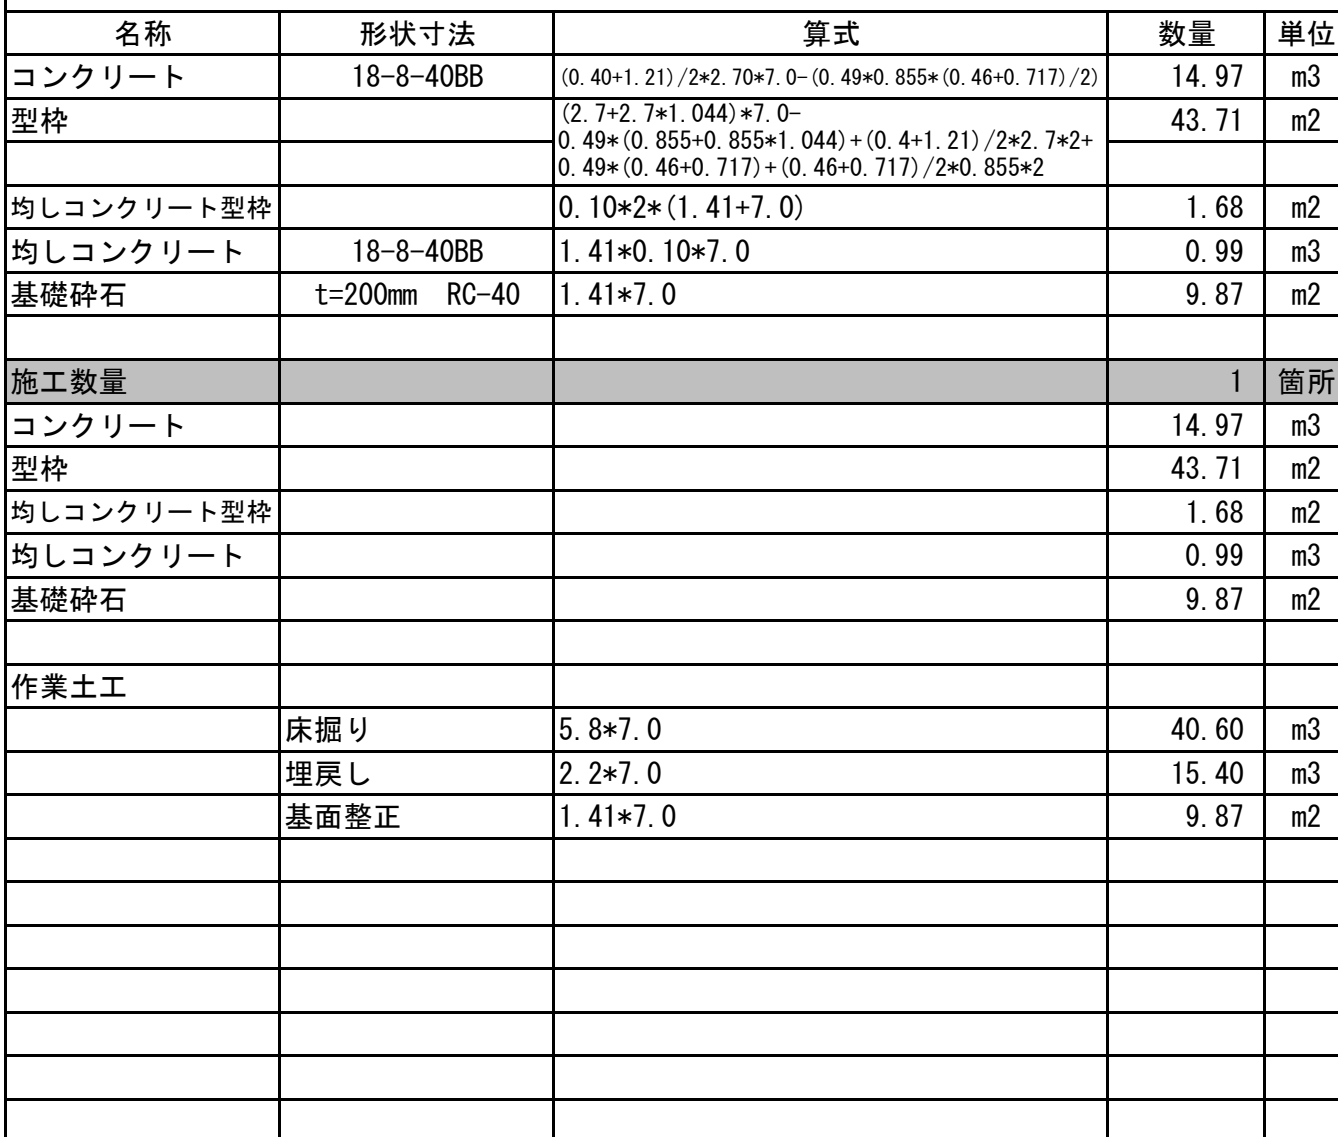 名称 形状寸法 算式 数量 単位
コンクリート 18-8-40BB (0.40+1.21)/2*2.70*7.0-(0.49*0.855*(0.46+0.717)/2) 14.97 m3
型枠 (2.7+2.7*1.044)*7.0- 43.71 m2
0.49*(0.855+0.855*1.044)+(0.4+1.21)/2*2.7*2+
0.49*(0.46+0.717)+(0.46+0.717)/2*0.855*2
均しコンクリート型枠 0.10*2*(1.41+7.0) 1.68 m2
均しコンクリート 18-8-40BB 1.41*0.10*7.0 0.99 m3
基礎砕石 t=200mm RC-40 1.41*7.0 9.87 m2
施工数量 1 箇所
コンクリート 14.97 m3
型枠 43.71 m2
均しコンクリート型枠 1.68 m2
均しコンクリート 0.99 m3
基礎砕石 9.87 m2
作業土工
床掘り 5.8*7.0 40.60 m3
埋戻し 2.2*7.0 15.40 m3
基面整正 1.41*7.0 9.87 m2